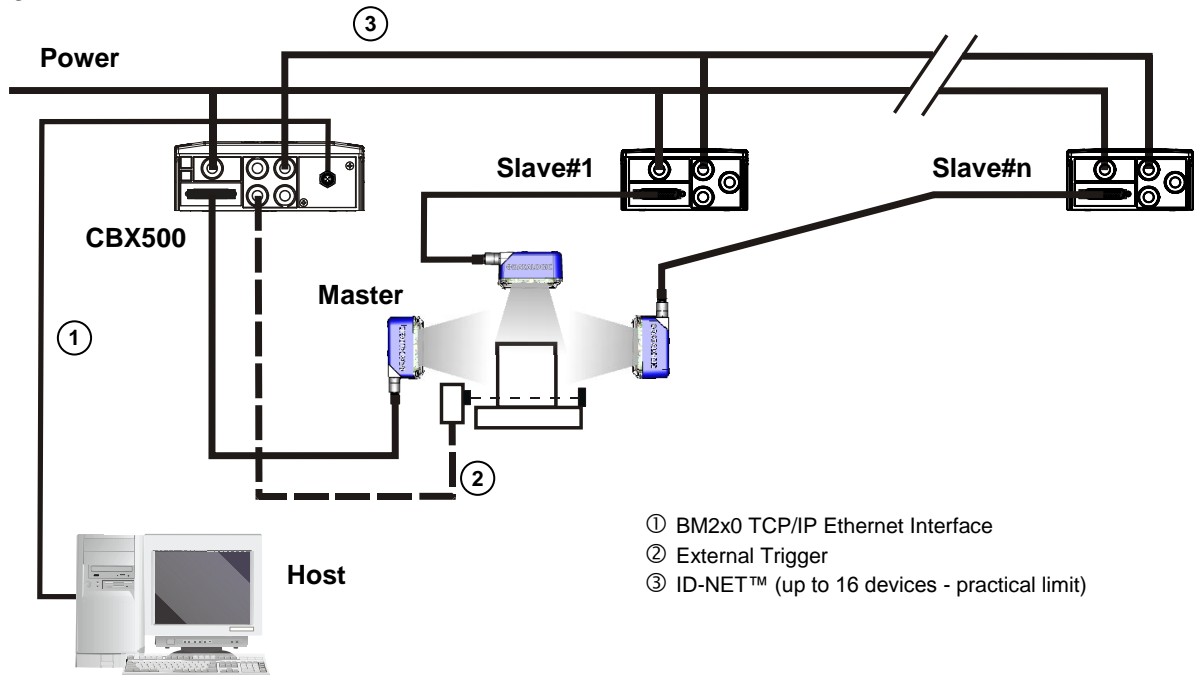 3
Power
Slave#1
Slave#n
CBX500
Master
DATALOGIC
1
2
Host
① BM2x0 TCP/IP Ethernet Interface
② External Trigger
③ ID-NET™ (up to 16 devices - practical limit)